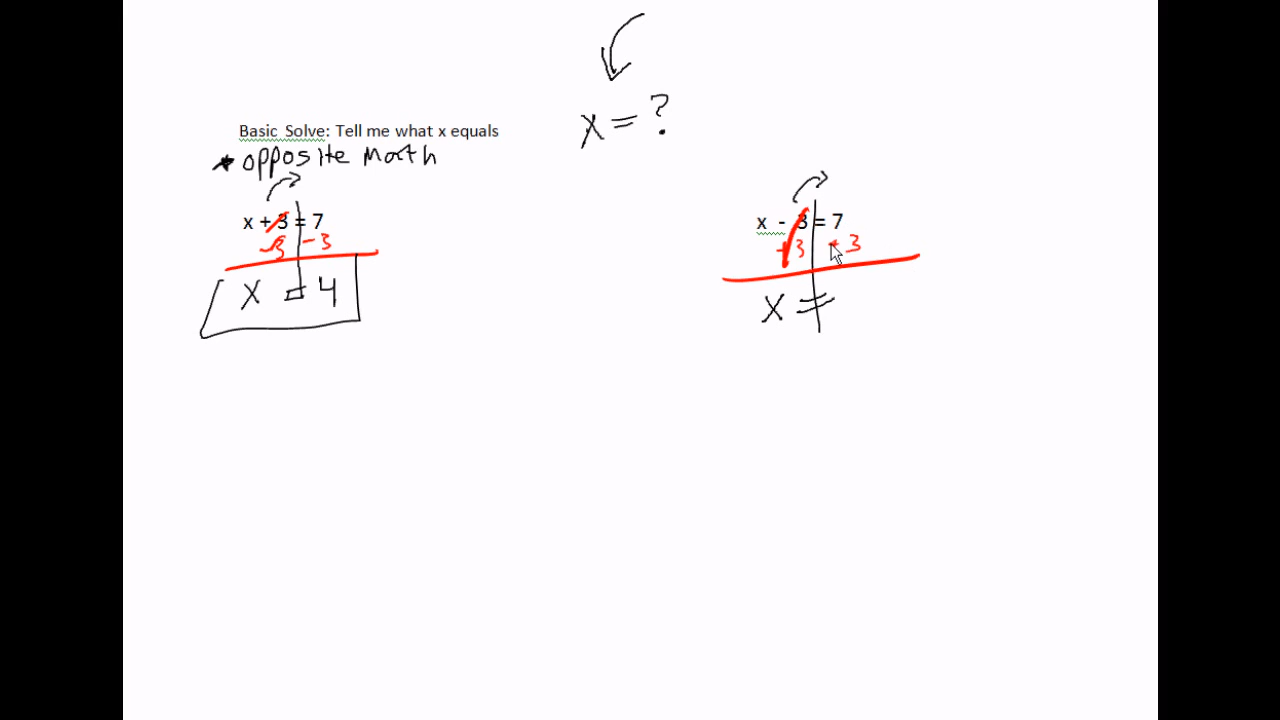 x = ?
Basic Solve: Tell me what x equals
* opposite math
x + 3 = 7
-3 -3
x = 4
x - 3 = 7
+3 +3
x =